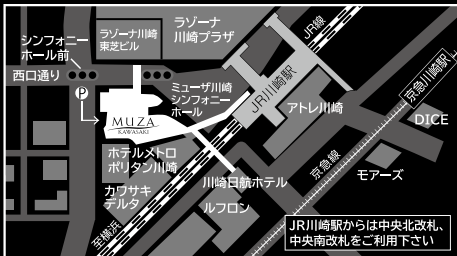 ラゾーナ川崎
東芝ビル
ラゾーナ
川崎プラザ
JR線
シンフォニー
ホール前
西口通り
P
ミューザ川崎
シンフォニー
ホール
MUZA
KAWASAKI
JR川崎駅
アトレ川崎
京急川崎駅
DICE
ホテルメトロ
ポリタン川崎
カワサキ
デルタ
川崎日航ホテル
ルフロン
京急線
モアーズ
至横浜
JR川崎駅からは中央北改札、
中央南改札をご利用下さい